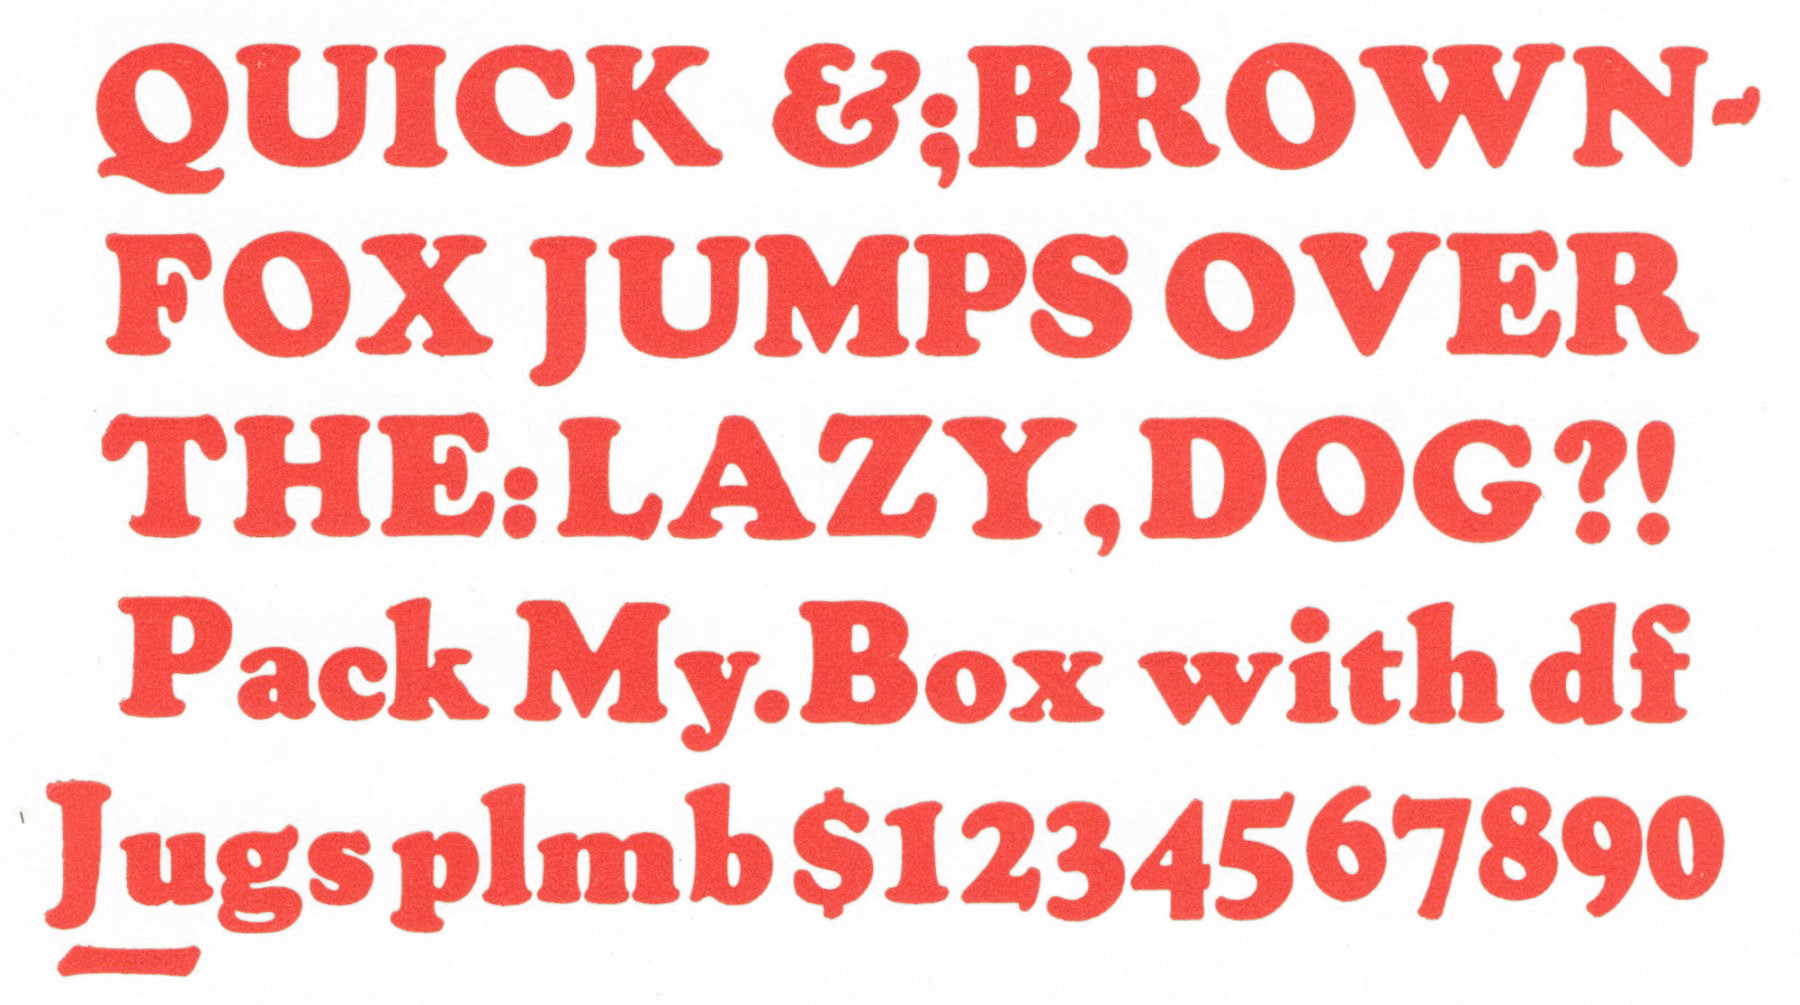 QUICK &;BROWN-
FOX JUMPS OVER
THE:LAZY,DOG?!
Pack My.Box with df
Jugs plmb $1234567890